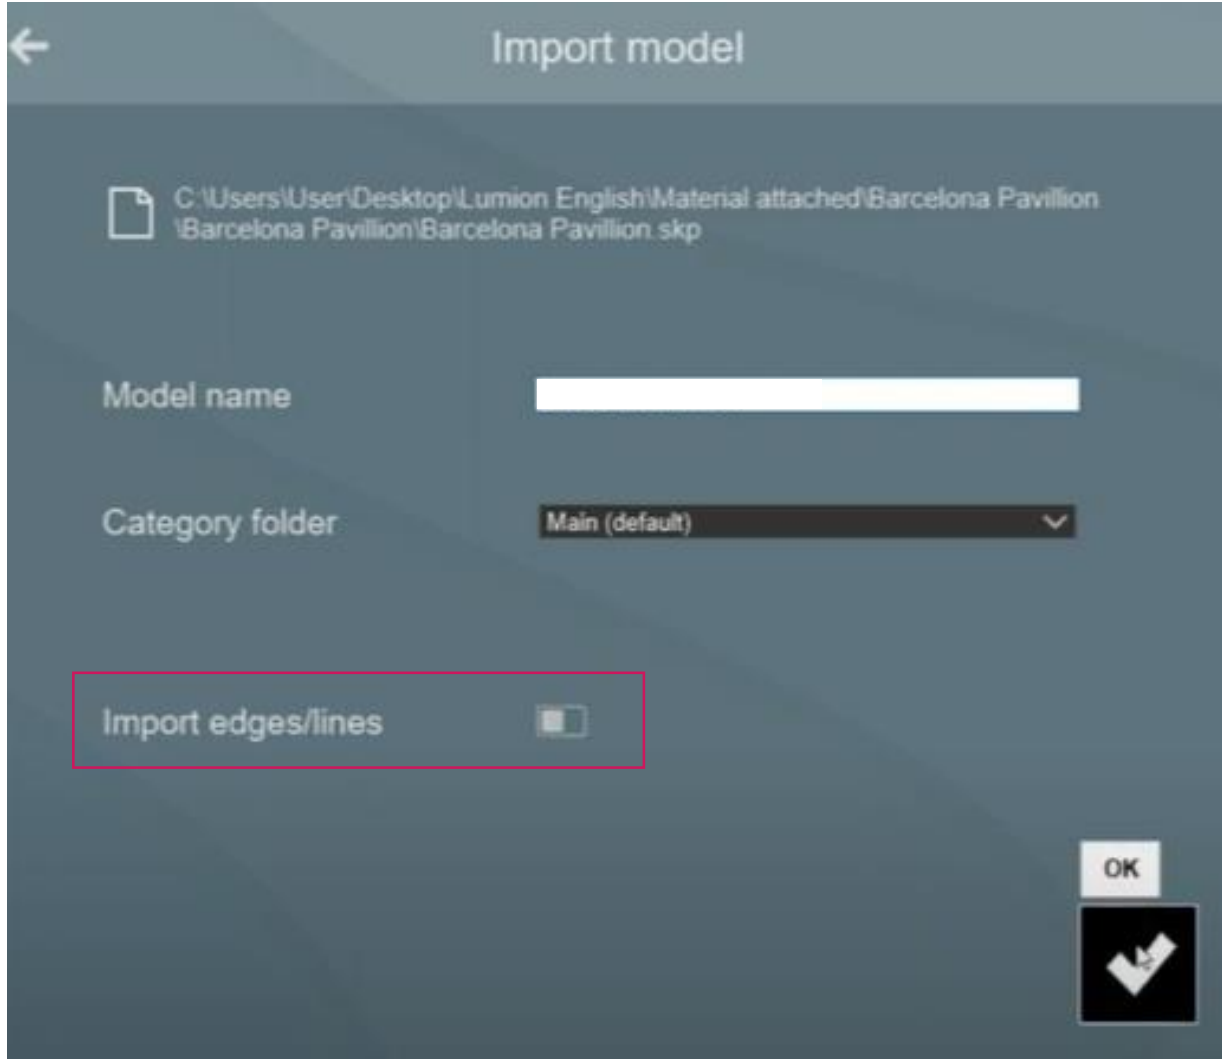 Import model
C:\Users\User\Desktop\Lumion English\Material attached\Barcelona Pavillion
\Barcelona Pavillion\Barcelona Pavillion.skp
Model name
Category folder
Main (default)
Import edges/lines
OK